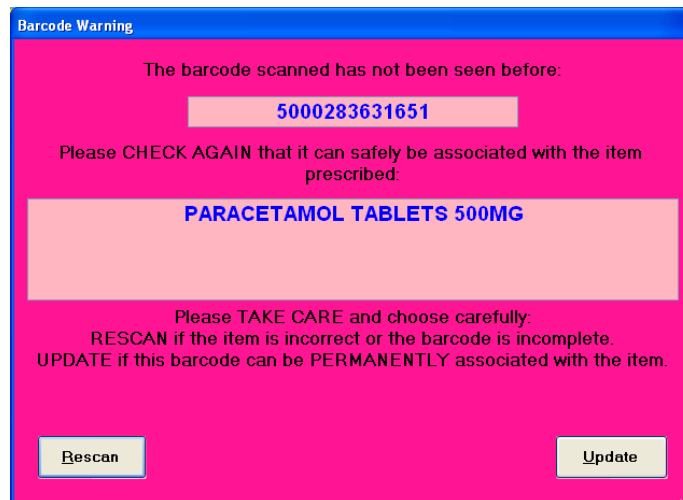 Barcode Warning
The barcode scanned has not been seen before:
5000283631651
Please CHECK AGAIN that it can safely be associated with the item
prescribed:
PARACETAMOL TABLETS 500MG
Please TAKE CARE and choose carefully:
RESCAN if the item is incorrect or the barcode is incomplete.
UPDATE if this barcode can be PERMANENTLY associated with the item.
Rescan
Update